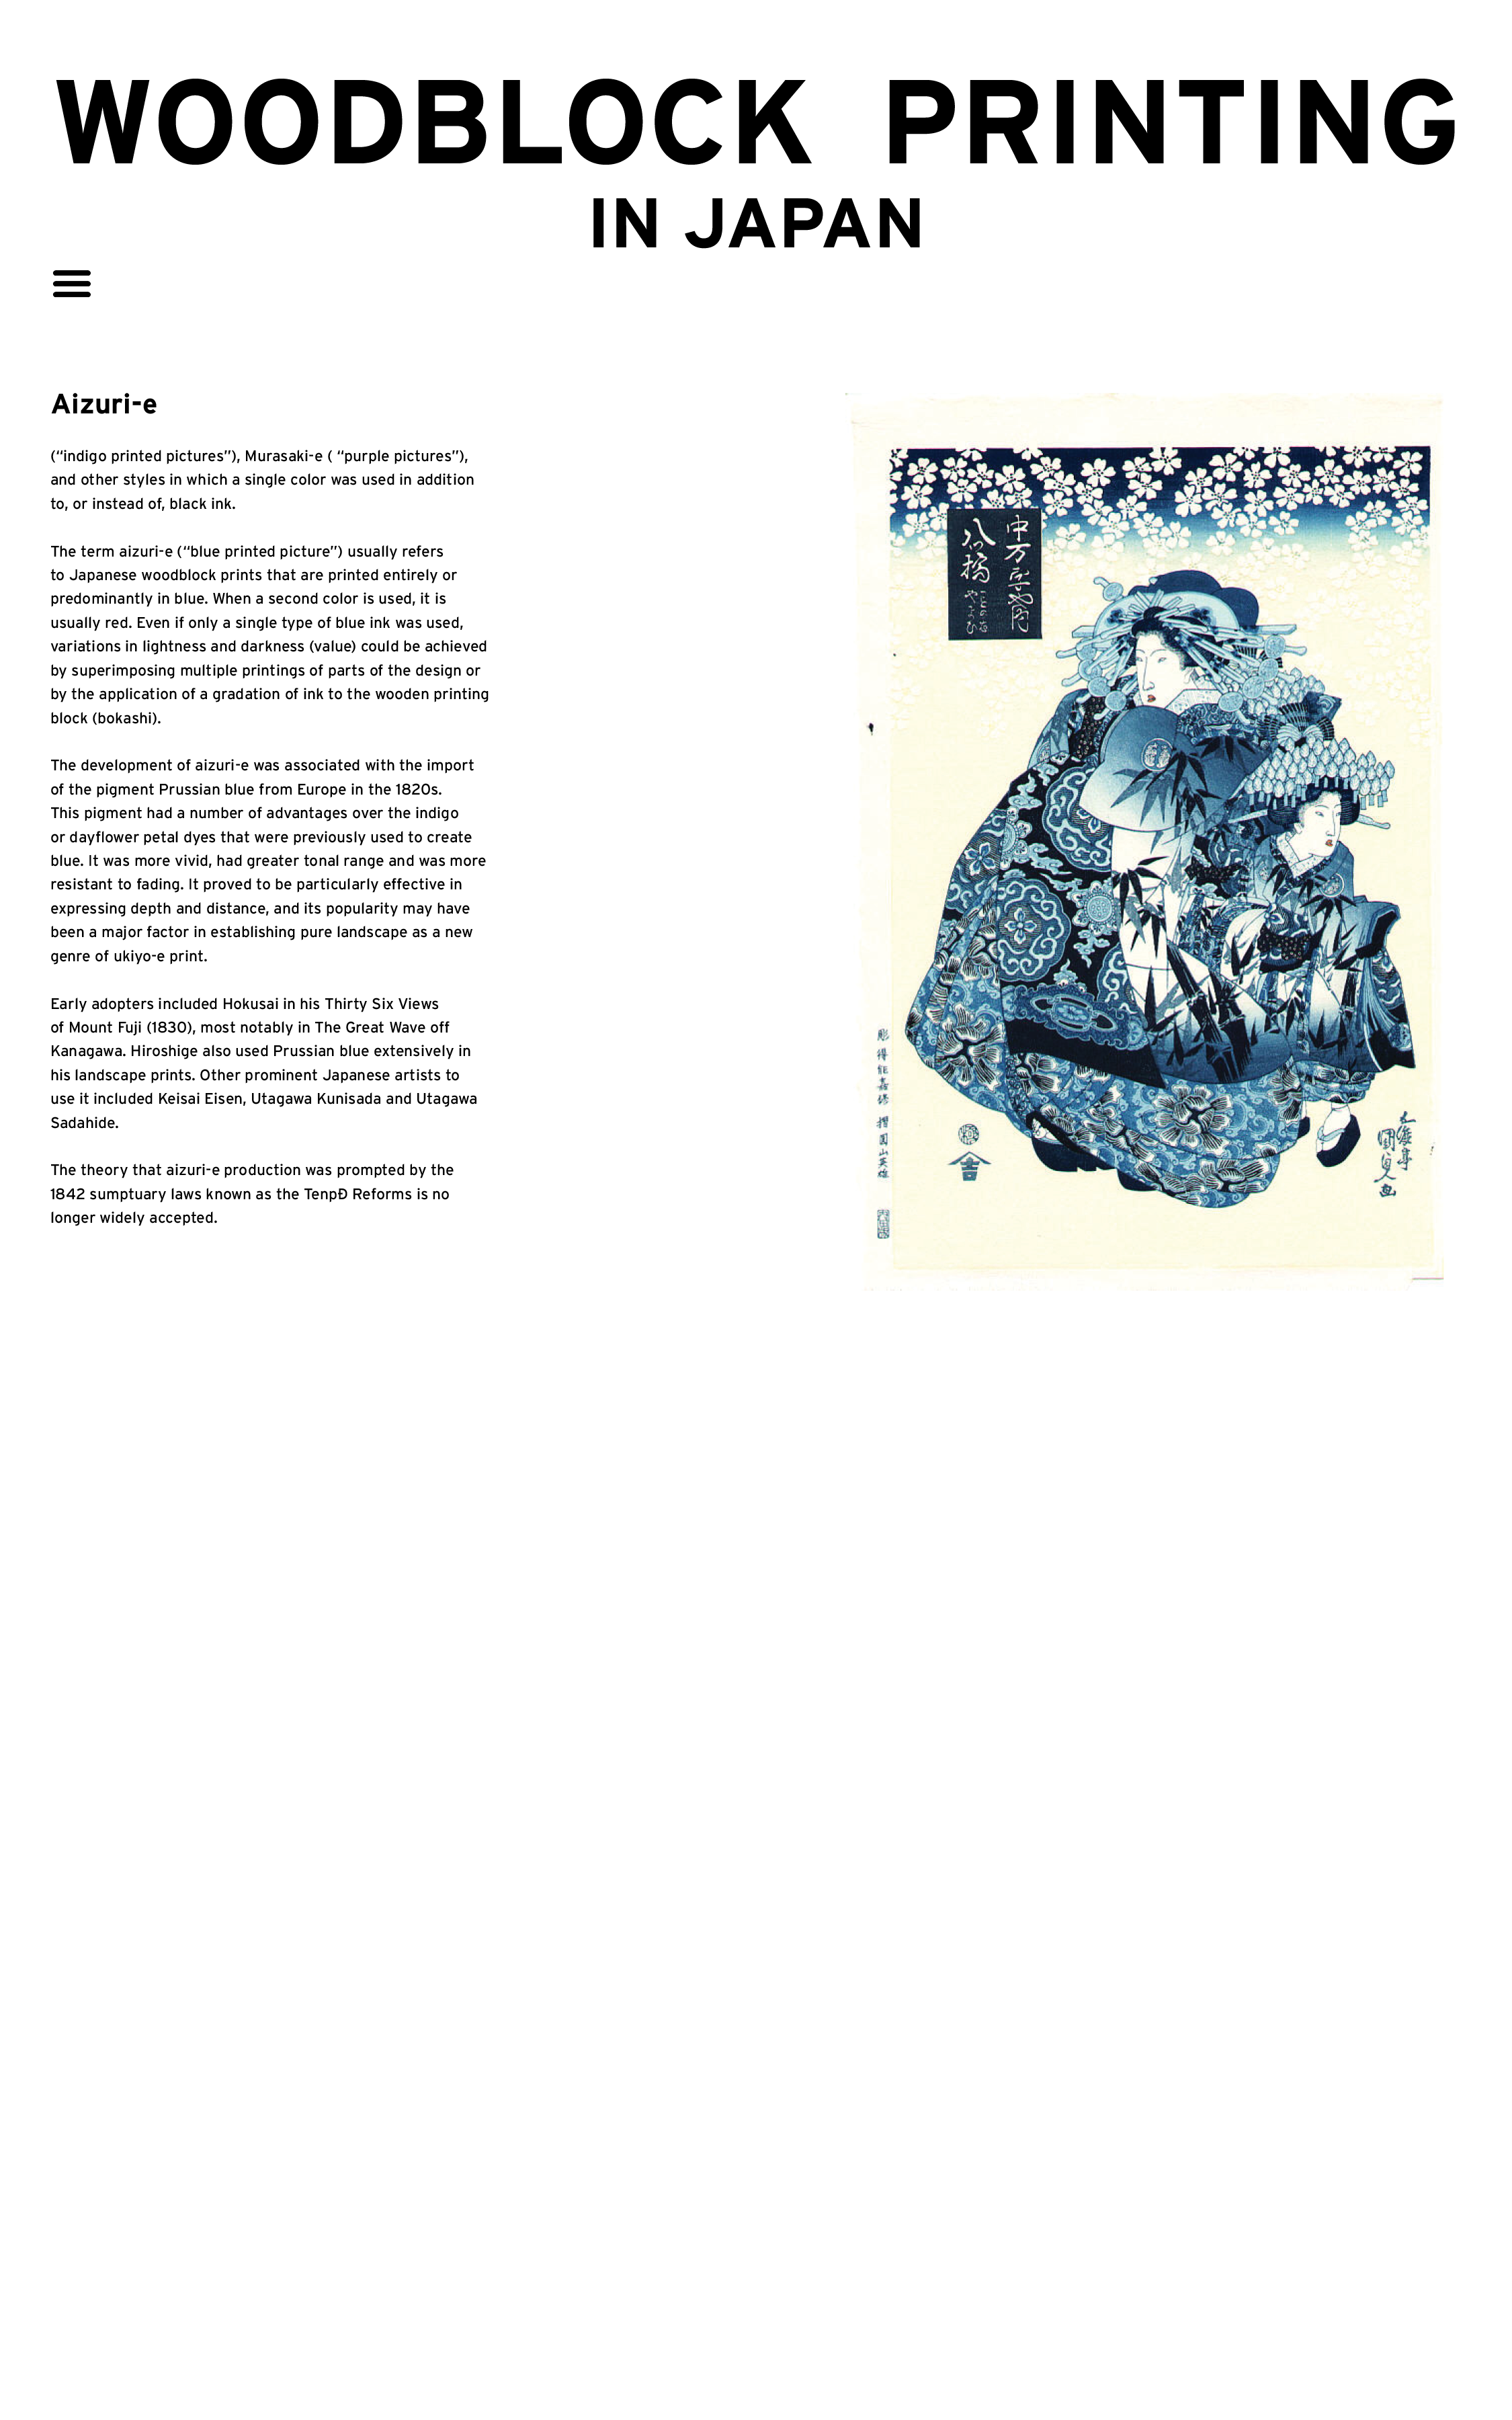 WOODBLOCK PRINTING
IN JAPAN
Aizuri-e
(“indigo printed pictures”), Murasaki-e ( “purple pictures”),
and other styles in which a single color was used in addition
to, or instead of, black ink.
The term aizuri-e (“blue printed picture”) usually refers
to Japanese woodblock prints that are printed entirely or
predominantly in blue. When a second color is used, it is
usually red. Even if only a single type of blue ink was used,
variations in lightness and darkness (value) could be achieved
by superimposing multiple printings of parts of the design or
by the application of a gradation of ink to the wooden printing
block (bokashi).
The development of aizuri-e was associated with the import
of the pigment Prussian blue from Europe in the 1820s.
This pigment had a number of advantages over the indigo
or dayflower petal dyes that were previously used to create
blue. It was more vivid, had greater tonal range and was more
resistant to fading. It proved to be particularly effective in
expressing depth and distance, and its popularity may have
been a major factor in establishing pure landscape as a new
genre of ukiyo-e print.
Early adopters included Hokusai in his Thirty Six Views
of Mount Fuji (1830), most notably in The Great Wave off
Kanagawa. Hiroshige also used Prussian blue extensively in
his landscape prints. Other prominent Japanese artists to
use it included Keisai Eisen, Utagawa Kunisada and Utagawa
Sadahide.
The theory that aizuri-e production was prompted by the
1842 sumptuary laws known as the TenpÐ Reforms is no
longer widely accepted.
中万字や内
八つ橋
やよひ
五渡亭
國貞画